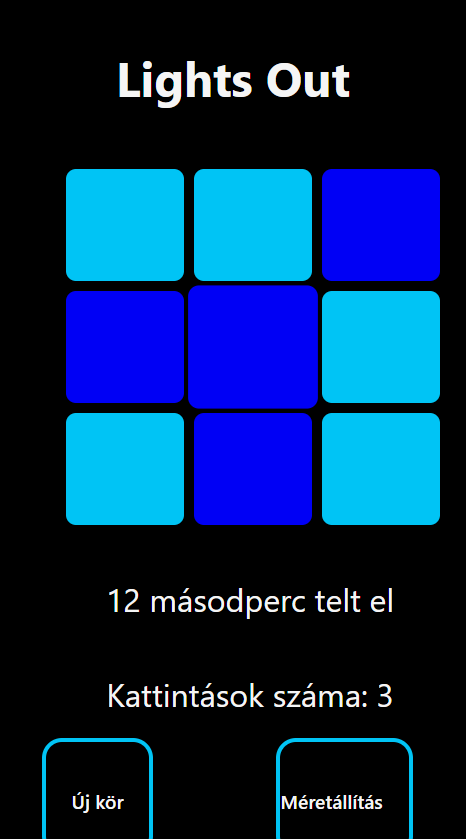 Lights Out
12 másodperc telt el
Kattintások száma: 3
Új kör
Méretállítás